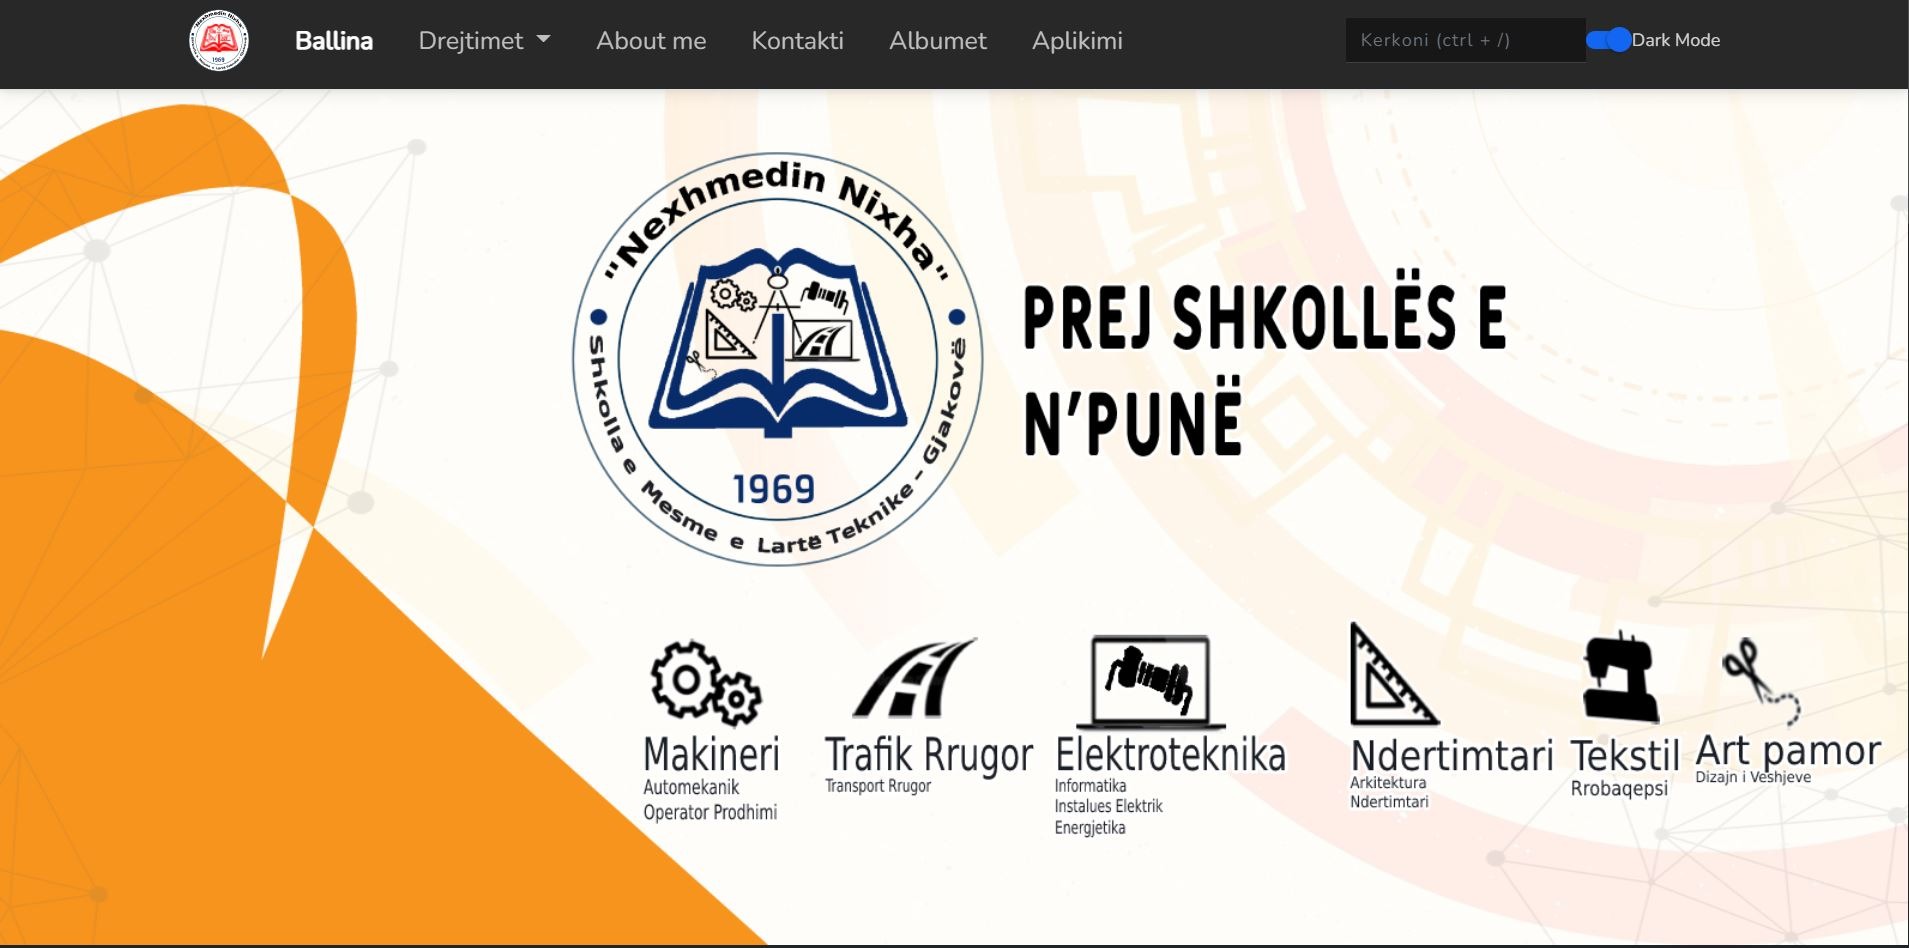 Ballina
Drejtimet
About me
Kontakti
Albumet
Aplikimi
Kerkoni (ctrl + /)
Dark Mode
"Nexhmedin Nixha"
1969
Shkolla e Mesme e Lartë Teknike - Gjakovë
PREJ SHKOLLËS E
N'PUNË
Makineri
Automekanik
Operator Prodhimi
Trafik Rrugor
Transport Rrugor
Elektroteknika
Informatika
Instalues Elektrik
Energjetika
Ndertimtari
Arkitektura
Ndertimtari
Tekstil
Rrobaqepsi
Art pamor
Dizajn i Veshjeve